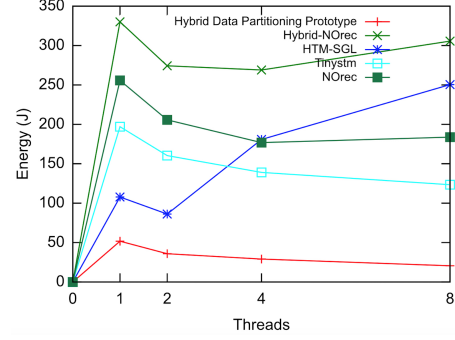 350
300
250
200
150
100
50
0
Energy (J)
Hybrid Data Partitioning Prototype
Hybrid-NOrec
HTM-SGL
Tinystm
NOrec
0 1 2 4 8
Threads